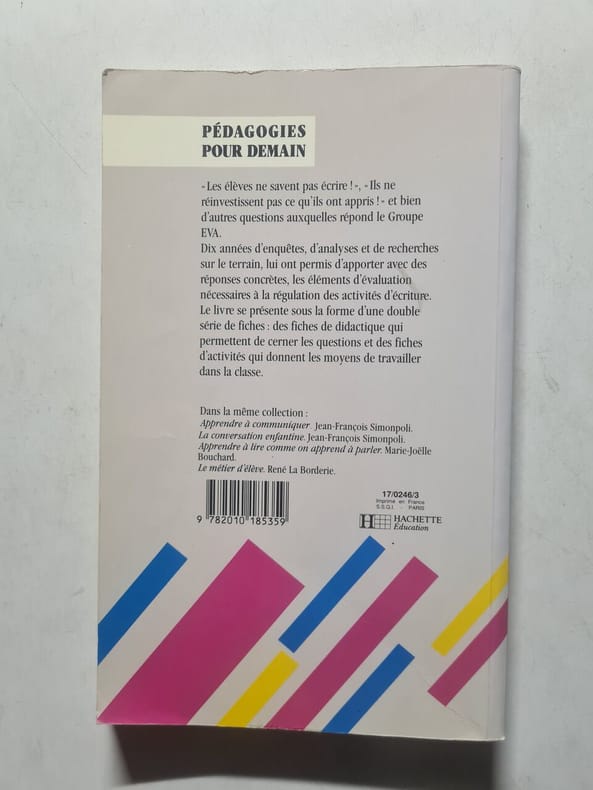 PÉDAGOGIES
POUR DEMAIN
«Les élèves ne savent pas écrire !», «Ils ne
réinvestissent pas ce qu'ils ont appris !» et bien
d'autres questions auxquelles répond le Groupe
EVA.
Dix années d'enquêtes, d'analyses et de recherches
sur le terrain, lui ont permis d'apporter avec des
réponses concrètes, les éléments d'évaluation
nécessaires à la régulation des activités d'écriture.
Le livre se présente sous la forme d'une double
série de fiches : des fiches de didactique qui
permettent de cerner les questions et des fiches
d'activités qui donnent les moyens de travailler
dans la classe.
Dans la même collection :
Apprendre à communiquer. Jean-François Simonpoli.
La conversation enfantine. Jean-François Simonpoli.
Apprendre à lire comme on apprend à parler. Marie-Joëlle
Bouchard.
Le métier d'élève. René La Borderie.
9 782010 185359
17/0246/3
Imprimé en France
S.S.G.I. - PARIS
H HACHETTE
Éducation